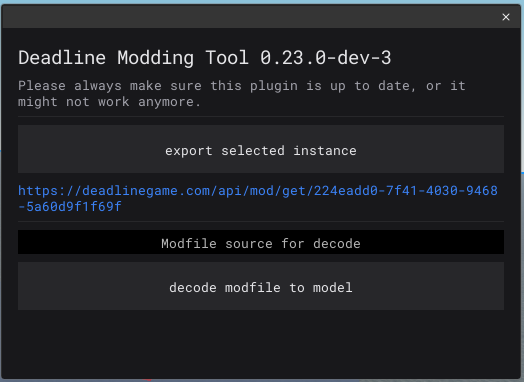 ×
Deadline Modding Tool 0.23.0-dev-3
Please always make sure this plugin is up to date, or it
might not work anymore.
export selected instance
https://deadlinegame.com/api/mod/get/224eadd0-7f41-4030-9468
-5a60d9f1f69f
Modfile source for decode
decode modfile to model